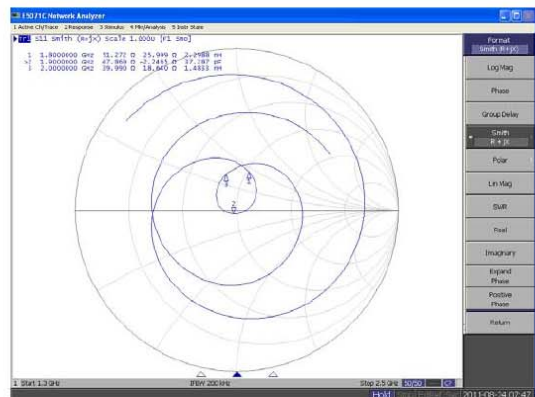 E5071C Network Analyzer
1 Active Ch/Trace 2 Response 3 Stimulus 4 Mkr/Analysis 5 Instr State
Tr1 S11 Smith (R+jX) Scale 1.000U [F1 Smo]
1 1.8000000 GHz 51.272 Ω 25.999 Ω 2.2988 nH
>2 1.9000000 GHz 47.869 Ω -2.2455 Ω 37.287 pF
3 2.0000000 GHz 39.990 Ω 18.640 Ω 1.4833 nH
2
Format
Smith (R+jX)
Log Mag
Phase
Group Delay
Smith
R + jX
Polar
Lin Mag
SWR
Real
Imaginary
Expand
Phase
Positive
Phase
Return
1 Start 1.3 GHz
IFBW 200 kHz
Stop 2.5 GHz
Hold
2011-08-24 07:47